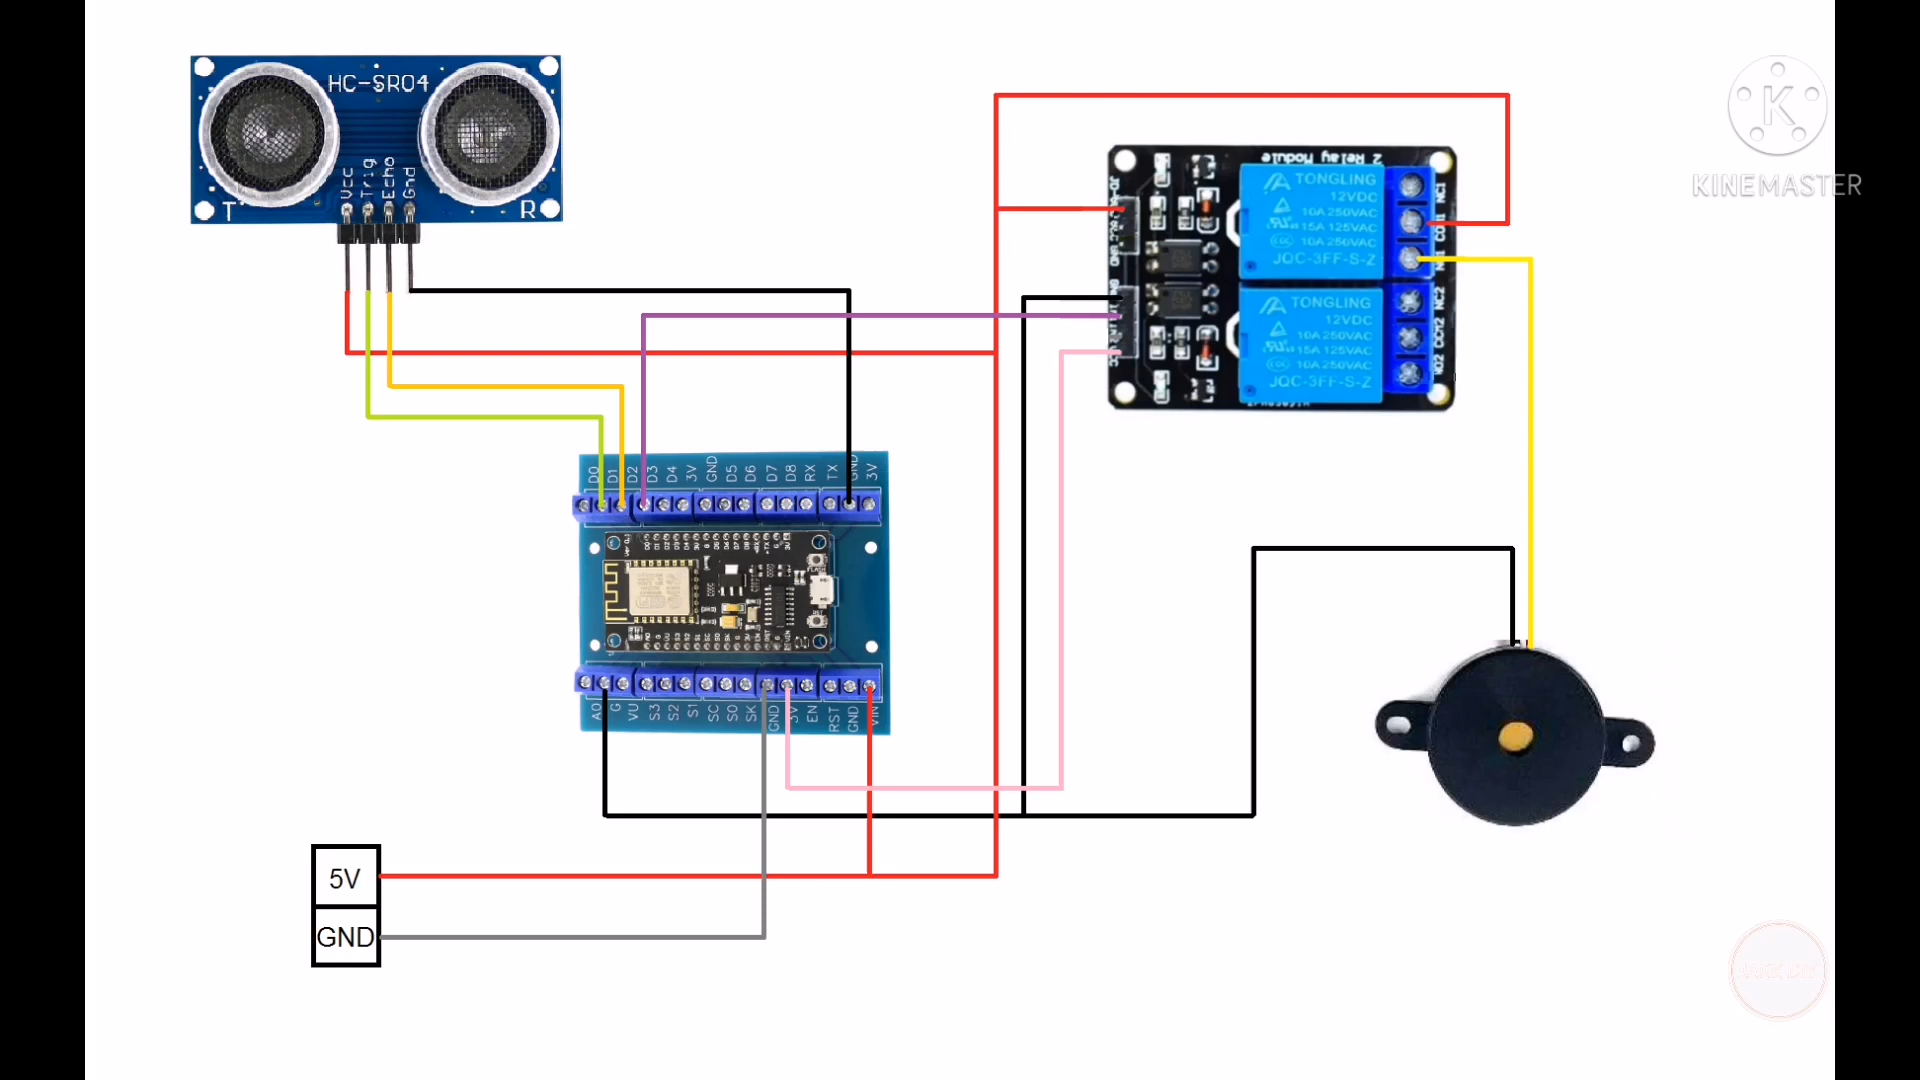 HC-SR04
Vcc
Trig
Echo
Gnd
T
R
KINEMASTER
2 Relay Module
TONGLING
12VDC
10A 250VAC
15A 125VAC
10A 250VAC
JQC-3FF-S-Z
NC1
TONGLING
12VDC
10A 250VAC
15A 125VAC
10A 250VAC
JQC-3FF-S-Z
NC2
NO2
D0
D1
D2
D3
D4
3V
GND
D5
D6
D7
D8
RX
TX
GND
3V
A0
G
VU
S3
S2
S1
SC
S0
SK
GND
3V
EN
RST
GND
VIN
5V
GND